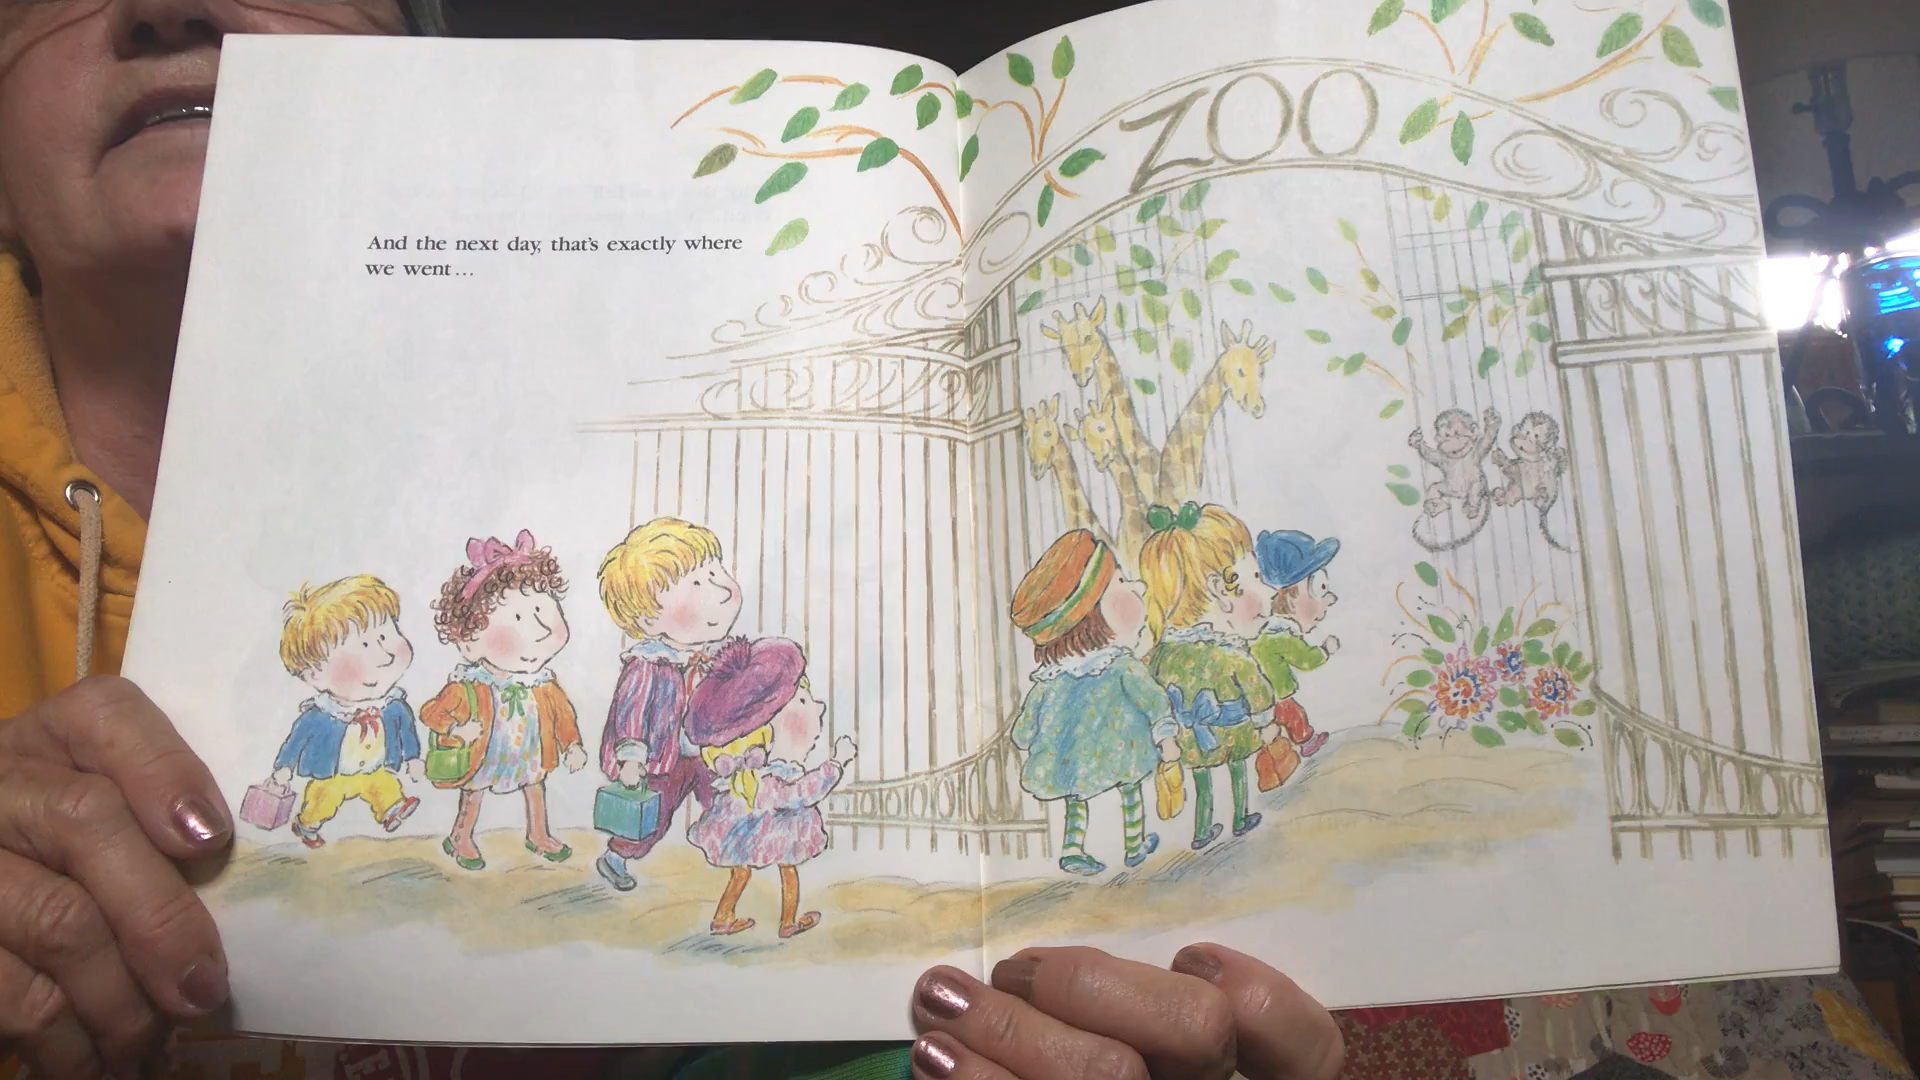 ZOO
And the next day, that's exactly where
we went...